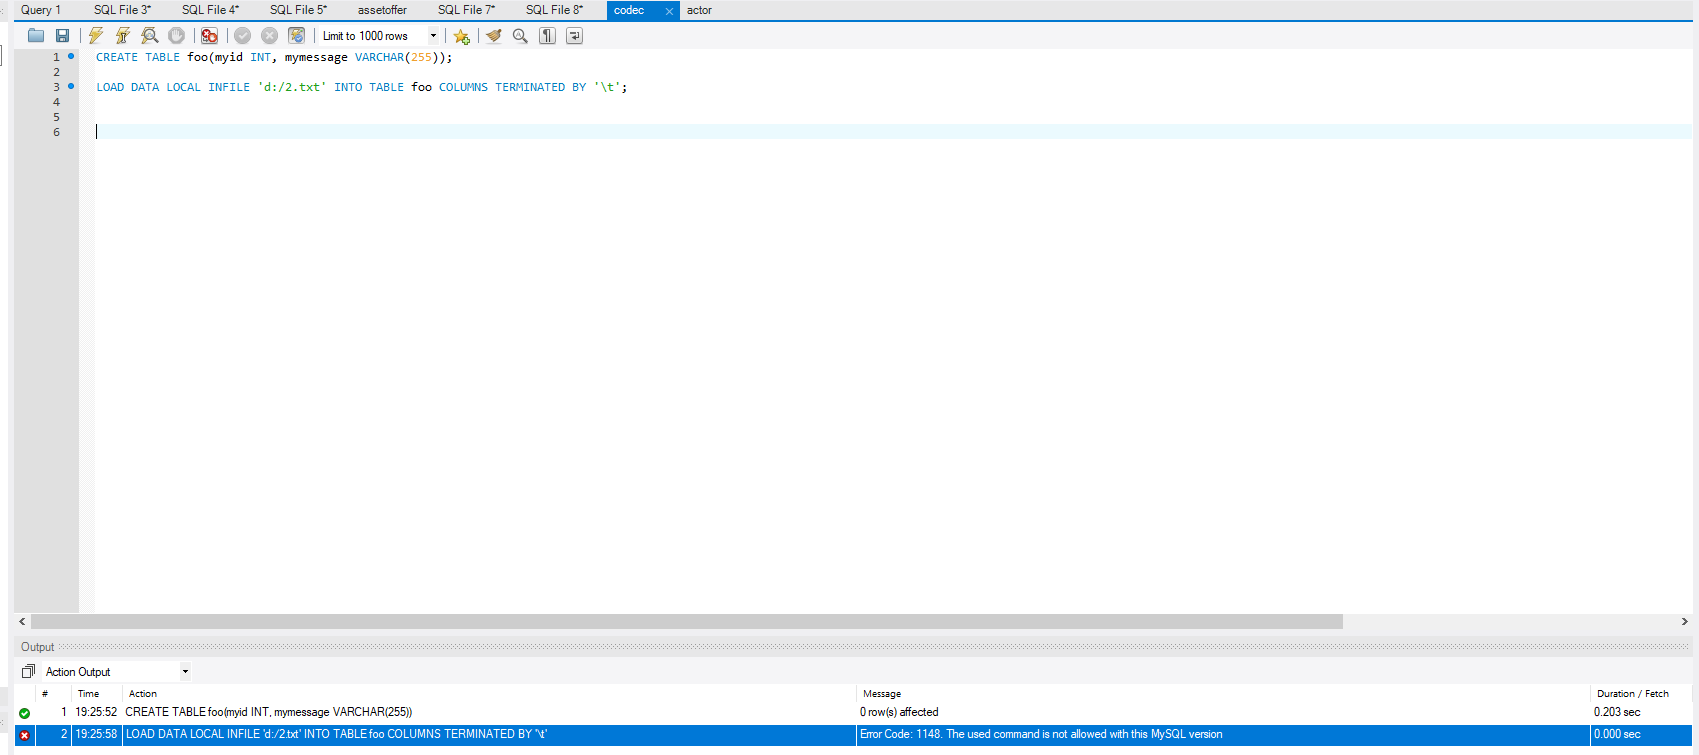 Query 1 SQL File 3* SQL File 4* SQL File 5* assetoffer SQL File 7* SQL File 8* codec × actor
Limit to 1000 rows
1 CREATE TABLE foo(myid INT, mymessage VARCHAR(255));
2
3 LOAD DATA LOCAL INFILE 'd:/2.txt' INTO TABLE foo COLUMNS TERMINATED BY '\t';
4
5
6
Output
Action Output
# Time Action Message Duration / Fetch
1 19:25:52 CREATE TABLE foo(myid INT, mymessage VARCHAR(255)) 0 row(s) affected 0.203 sec
2 19:25:58 LOAD DATA LOCAL INFILE 'd:/2.txt' INTO TABLE foo COLUMNS TERMINATED BY '\t' Error Code: 1148. The used command is not allowed with this MySQL version 0.000 sec